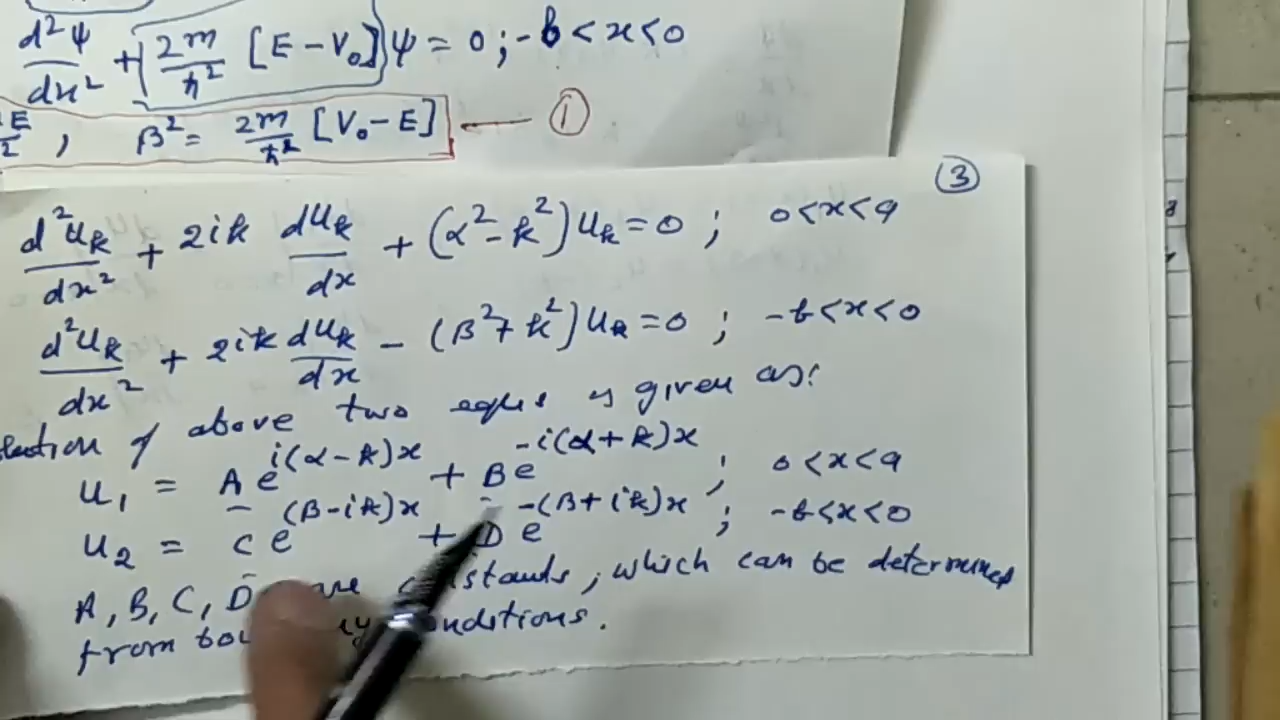 d²ψ/dx² + 2m/ħ² [E - V₀] ψ = 0 ; -b < x < 0
β² = 2m/ħ² [V₀ - E] ← ①
③
d²u_k/dx² + 2ik du_k/dx + (α² - k²) u_k = 0 ; 0 < x < a
d²u_k/dx² + 2ik du_k/dx - (β² + k²) u_k = 0 ; -b < x < 0
of above two eqns is given as:
u₁ = A e^{i(α-k)x} + B e^{-i(α+k)x} ; 0 < x < a
u₂ = C e^{(β-ik)x} + D e^{-(β+ik)x} ; -b < x < 0
A, B, C, D which can be determined
from